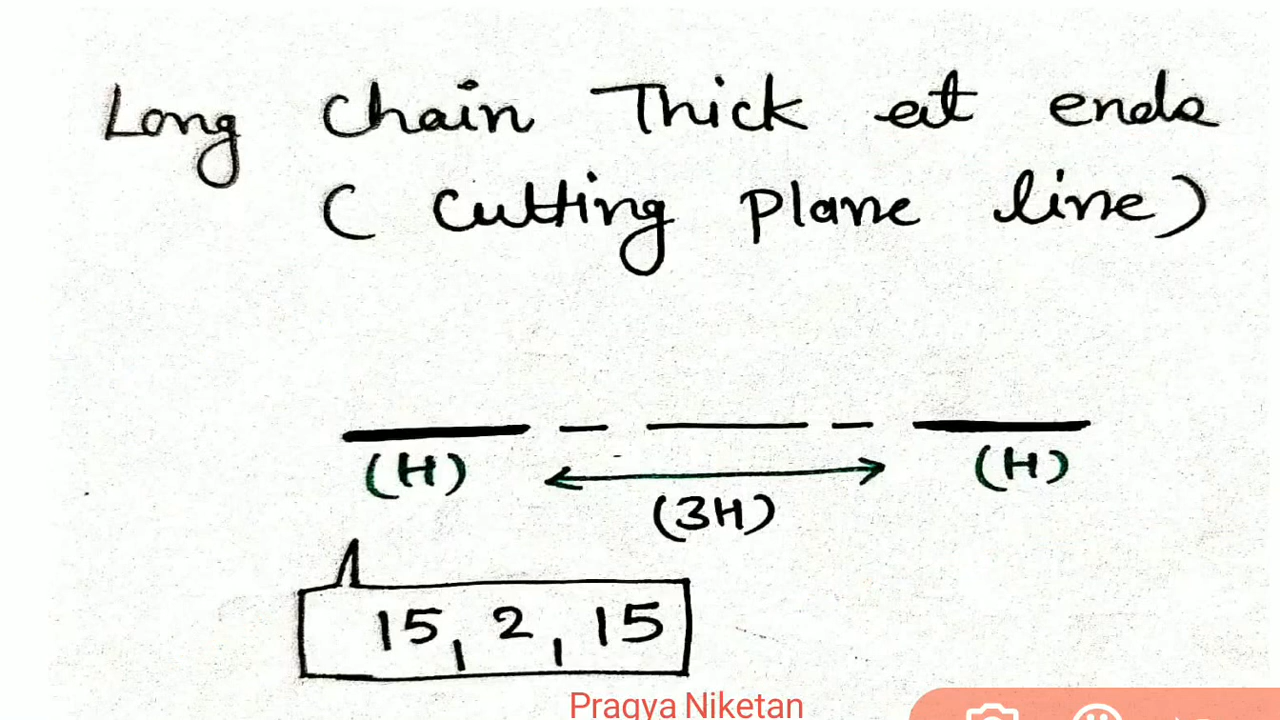 Long chain Thick at ends
( cutting plane line )
(H) (H)
(3H)
15, 2, 15
Pragya Niketan